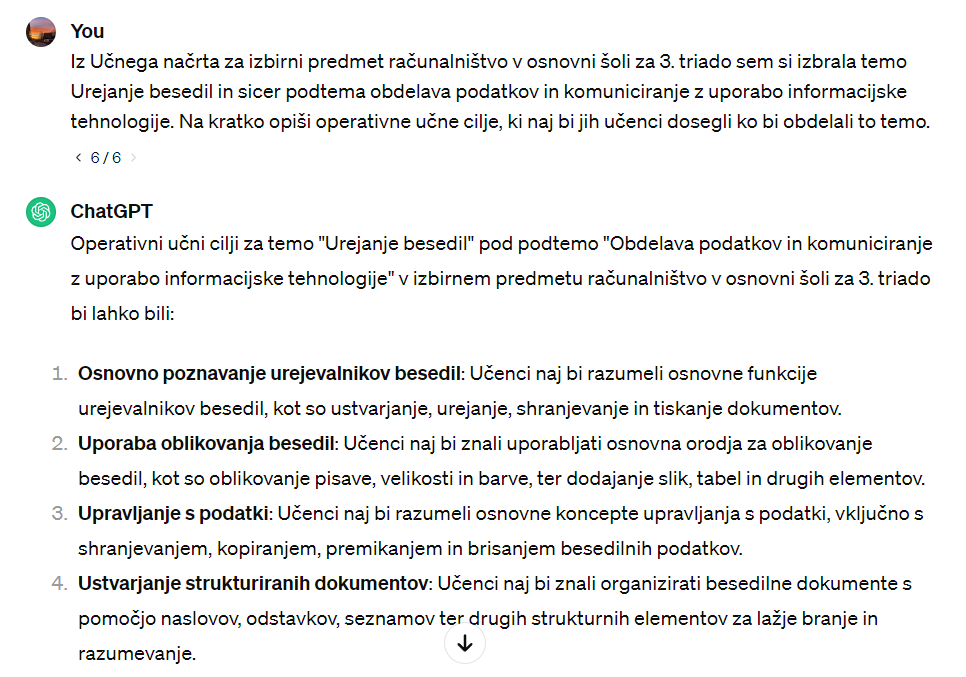 You
Iz Učnega načrta za izbirni predmet računalništvo v osnovni šoli za 3. triado sem si izbrala temo
Urejanje besedil in sicer podtema obdelava podatkov in komuniciranje z uporabo informacijske
tehnologije. Na kratko opiši operativne učne cilje, ki naj bi jih učenci dosegli ko bi obdelali to temo.
< 6 / 6 >
ChatGPT
Operativni učni cilji za temo "Urejanje besedil" pod podtemo "Obdelava podatkov in komuniciranje
z uporabo informacijske tehnologije" v izbirnem predmetu računalništvo v osnovni šoli za 3. triado
bi lahko bili:
1. Osnovno poznavanje urejevalnikov besedil: Učenci naj bi razumeli osnovne funkcije
urejevalnikov besedil, kot so ustvarjanje, urejanje, shranjevanje in tiskanje dokumentov.
2. Uporaba oblikovanja besedil: Učenci naj bi znali uporabljati osnovna orodja za oblikovanje
besedil, kot so oblikovanje pisave, velikosti in barve, ter dodajanje slik, tabel in drugih elementov.
3. Upravljanje s podatki: Učenci naj bi razumeli osnovne koncepte upravljanja s podatki, vključno s
shranjevanjem, kopiranjem, premikanjem in brisanjem besedilnih podatkov.
4. Ustvarjanje strukturiranih dokumentov: Učenci naj bi znali organizirati besedilne dokumente s
pomočjo naslovov, odstavkov, seznamov ter drugih strukturnih elementov za lažje branje in
razumevanje.